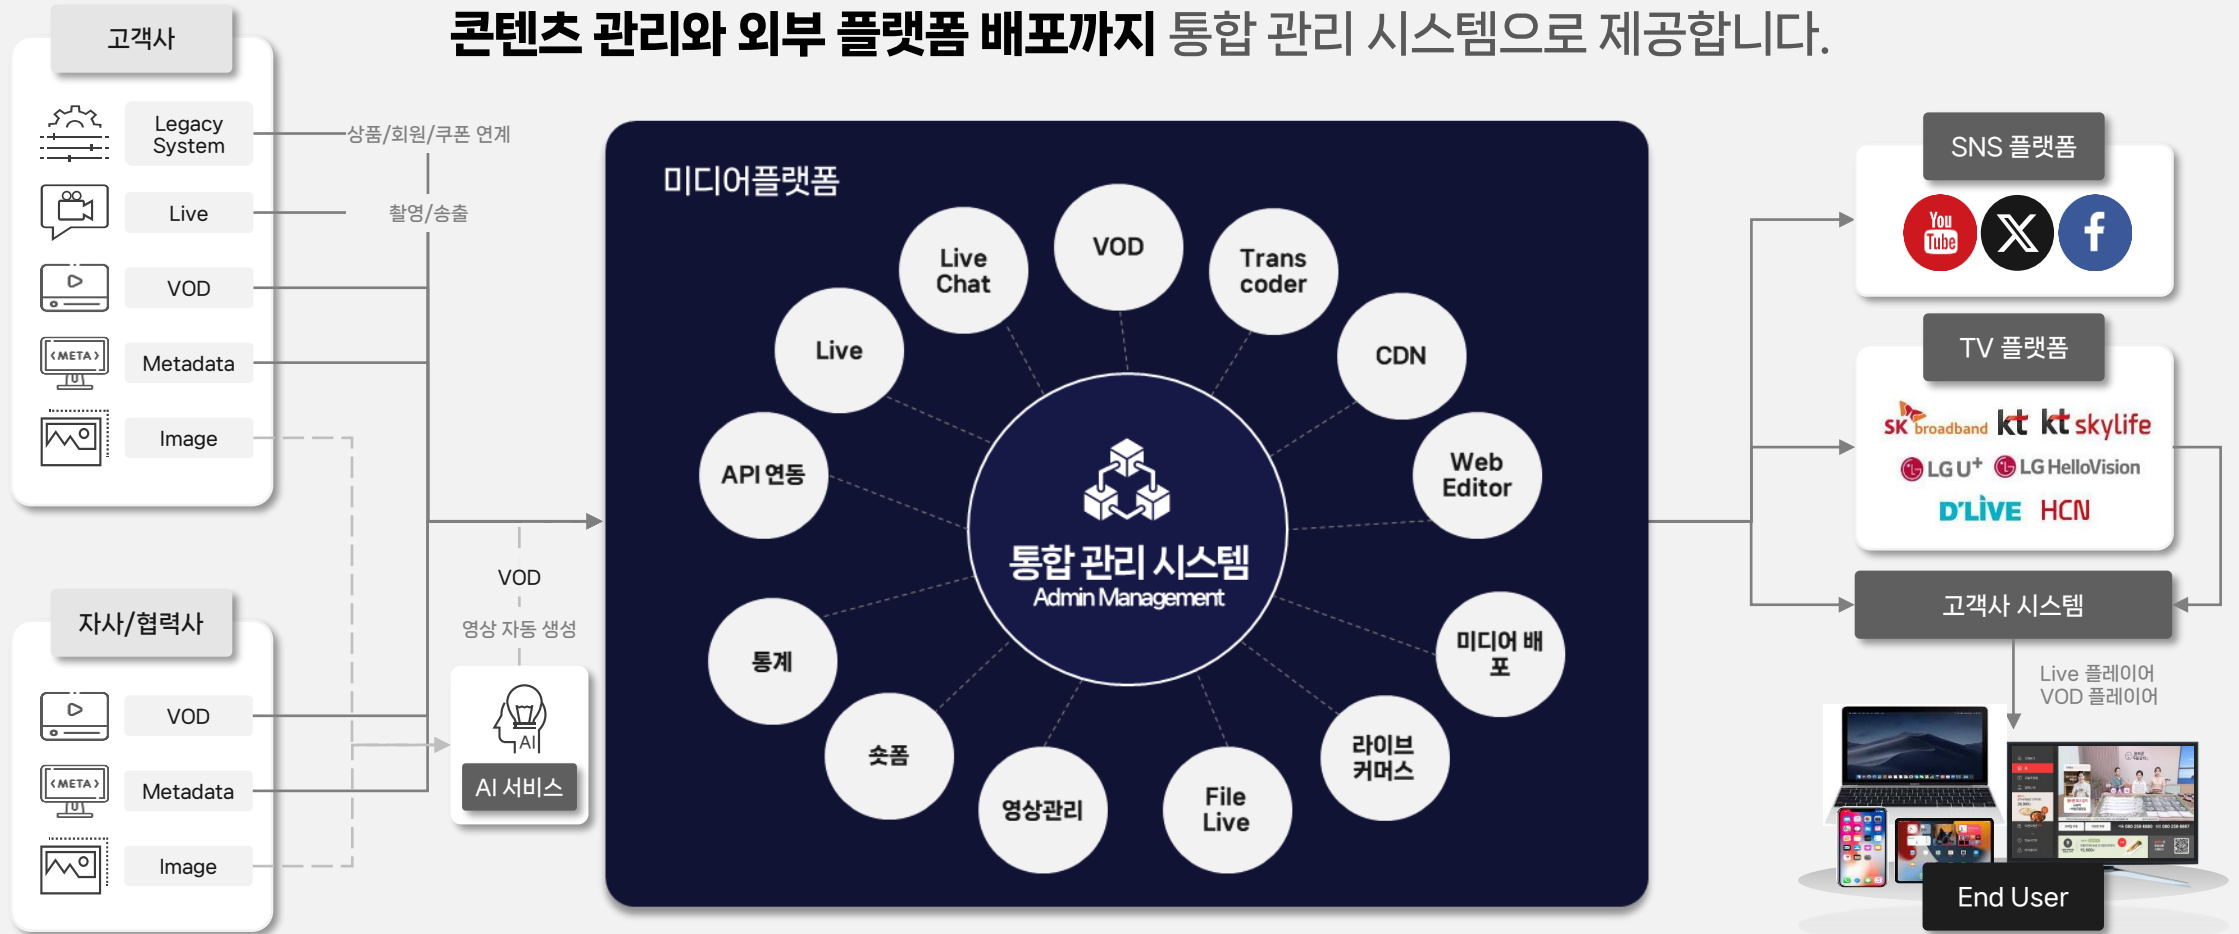 콘텐츠 관리와 외부 플랫폼 배포까지 통합 관리 시스템으로 제공합니다.
고객사
Legacy
System
상품/회원/쿠폰 연계
Live
촬영/송출
VOD
<META>
Metadata
Image
자사/협력사
VOD
<META>
Metadata
Image
VOD
영상 자동 생성
AI
AI 서비스
미디어플랫폼
VOD
Live
Chat
Trans
coder
Live
CDN
API 연동
Web
Editor
통합 관리 시스템
Admin Management
통계
미디어 배
포
숏폼
라이브
커머스
영상관리
File
Live
SNS 플랫폼
You
Tube
X
f
TV 플랫폼
SK broadband kt kt skylife
LG U+ LG HelloVision
D'LIVE HCN
고객사 시스템
Live 플레이어
VOD 플레이어
End User